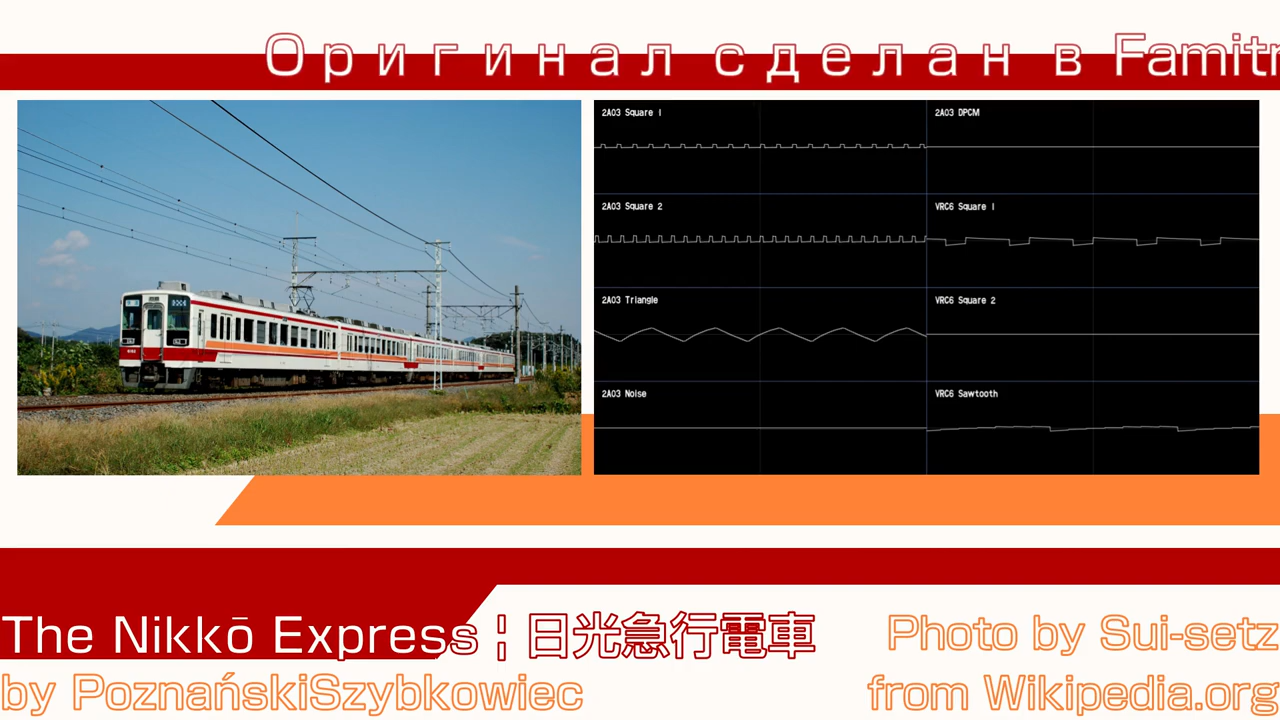 Оригинал сделан в Famitr
2A03 Square 1
2A03 DPCM
2A03 Square 2
VRC6 Square 1
2A03 Triangle
VRC6 Square 2
2A03 Noise
VRC6 Sawtooth
The Nikkō Express ¦ 日光急行電車
by PoznańskiSzybkowiec
Photo by Sui-setz
from Wikipedia.org